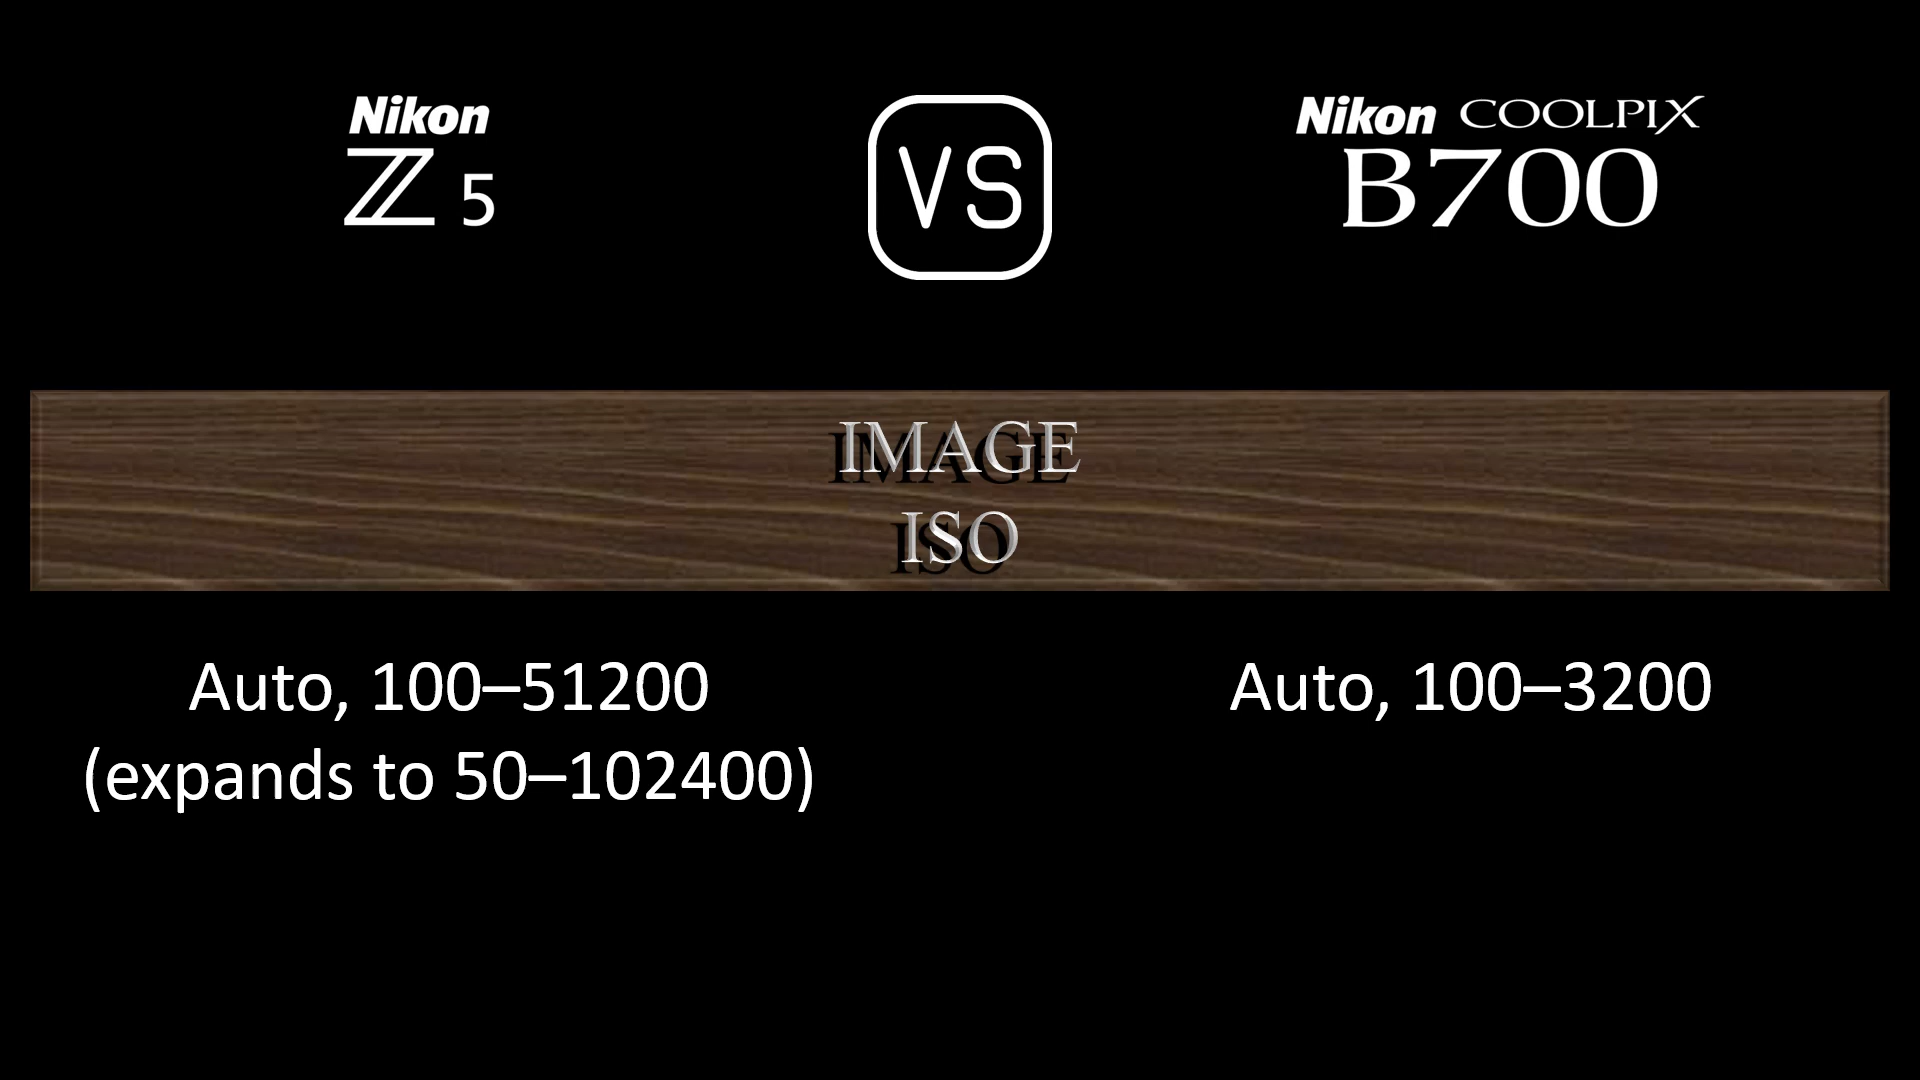 Nikon
Z 5
VS
Nikon COOLPIX
B700
IMAGE
ISO
Auto, 100–51200
(expands to 50–102400)
Auto, 100–3200